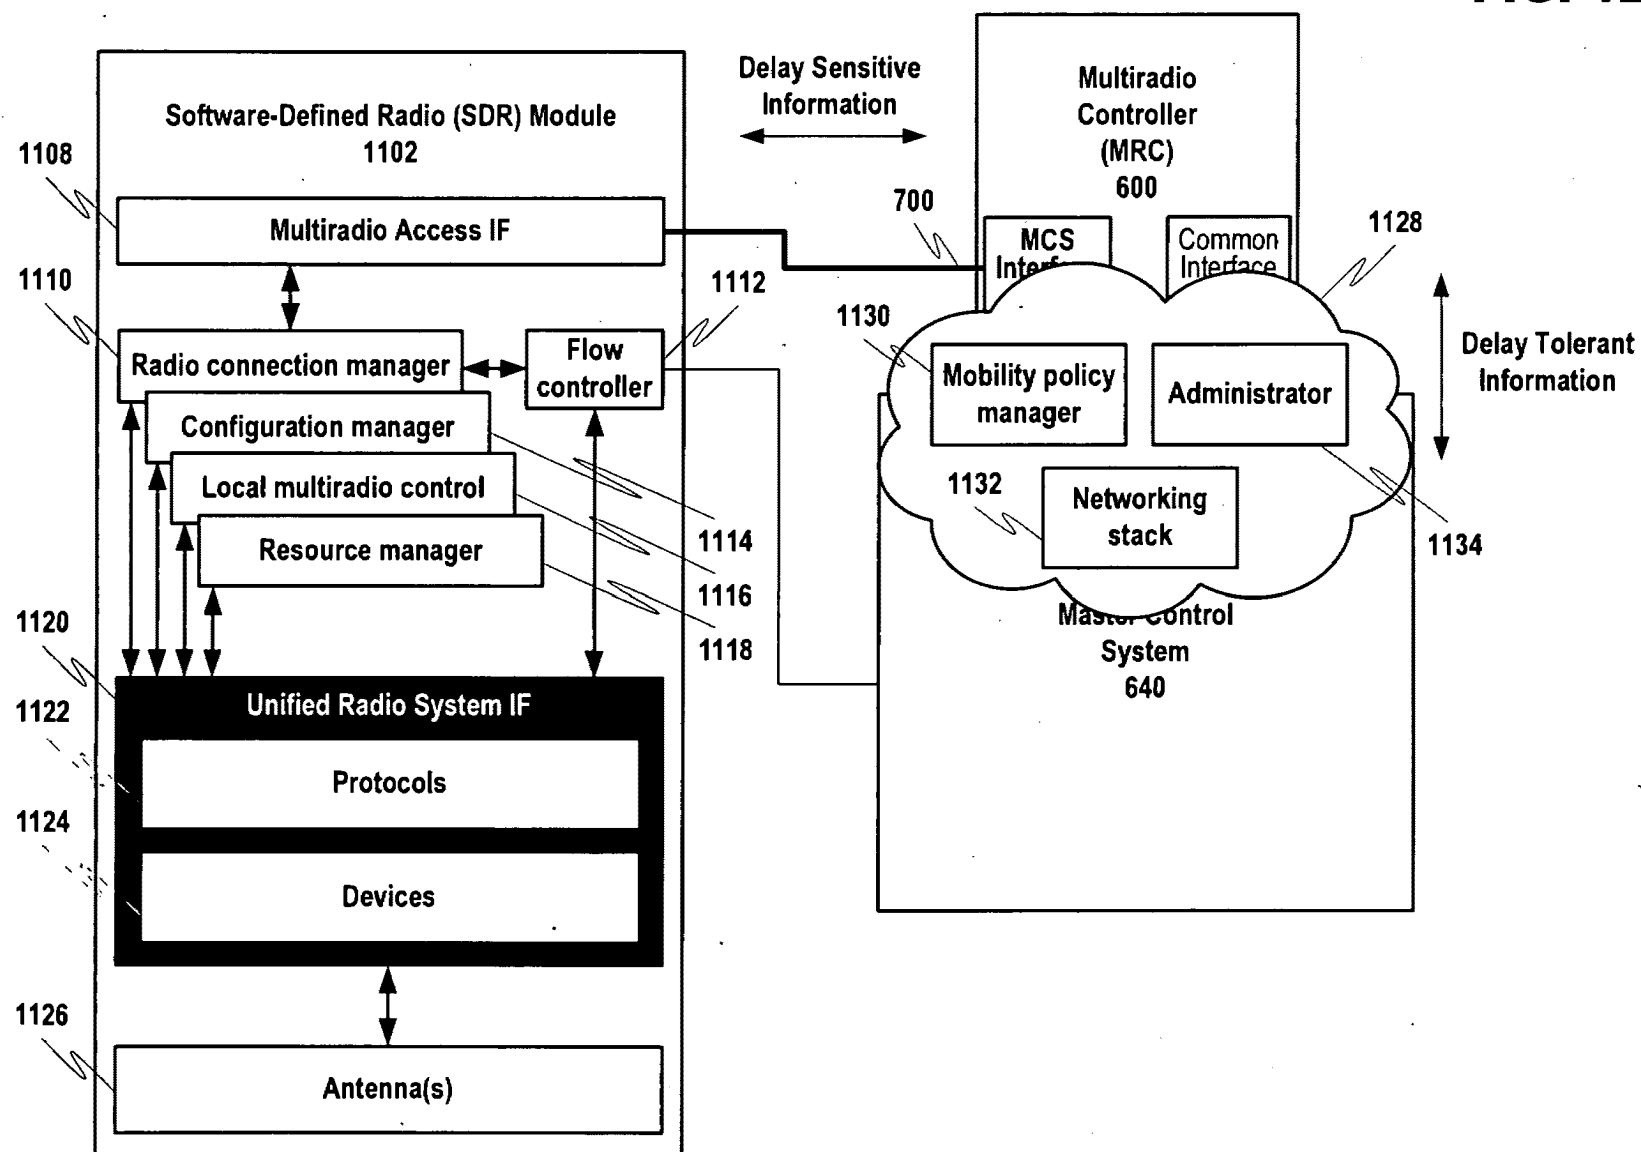 Software-Defined Radio (SDR) Module
1102
1108
Multiradio Access IF
1110
Radio connection manager
Flow
controller
1112
Configuration manager
Local multiradio control
Resource manager
1114
1116
1118
1120
Unified Radio System IF
1122
Protocols
1124
Devices
1126
Antenna(s)
Delay Sensitive
Information
700
Multiradio
Controller
(MRC)
600
MCS
Interface
Common
Interface
1128
1130
Mobility policy
manager
Administrator
1132
Networking
stack
1134
Delay Tolerant
Information
Master Control
System
640